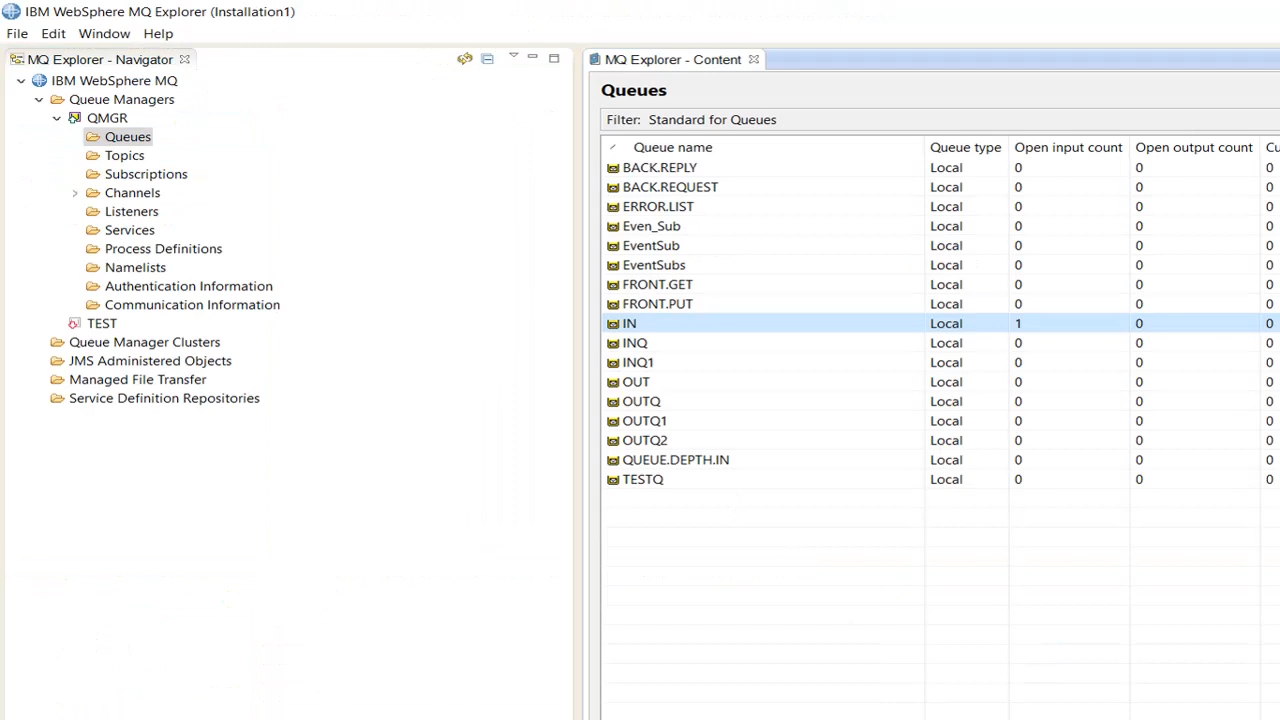 IBM WebSphere MQ Explorer (Installation1)
File Edit Window Help
MQ Explorer - Navigator
IBM WebSphere MQ
Queue Managers
QMGR
Queues
Topics
Subscriptions
Channels
Listeners
Services
Process Definitions
Namelists
Authentication Information
Communication Information
TEST
Queue Manager Clusters
JMS Administered Objects
Managed File Transfer
Service Definition Repositories
MQ Explorer - Content
Queues
Filter: Standard for Queues
Queue name Queue type Open input count Open output count Cu
BACK.REPLY Local 0 0 0
BACK.REQUEST Local 0 0 0
ERROR.LIST Local 0 0 0
Even_Sub Local 0 0 0
EventSub Local 0 0 0
EventSubs Local 0 0 0
FRONT.GET Local 0 0 0
FRONT.PUT Local 0 0 0
IN Local 1 0 0
INQ Local 0 0 0
INQ1 Local 0 0 0
OUT Local 0 0 0
OUTQ Local 0 0 0
OUTQ1 Local 0 0 0
OUTQ2 Local 0 0 0
QUEUE.DEPTH.IN Local 0 0 0
TESTQ Local 0 0 0